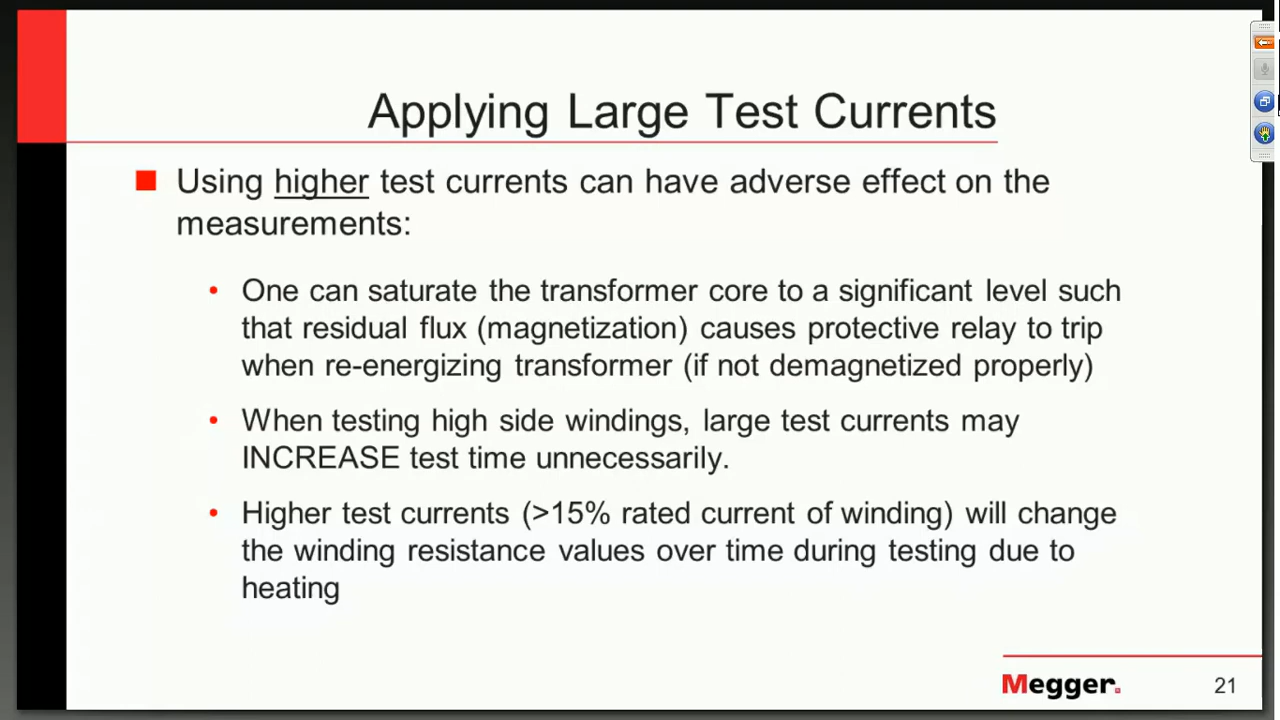 Applying Large Test Currents
Using higher test currents can have adverse effect on the
measurements:
One can saturate the transformer core to a significant level such
that residual flux (magnetization) causes protective relay to trip
when re-energizing transformer (if not demagnetized properly)
When testing high side windings, large test currents may
INCREASE test time unnecessarily.
Higher test currents (>15% rated current of winding) will change
the winding resistance values over time during testing due to
heating
Megger.
21